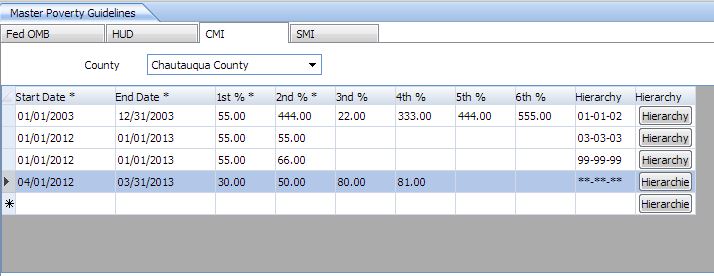 Master Poverty Guidelines
Fed OMB HUD CMI SMI
County Chautauqua County
Start Date * End Date * 1st % * 2nd % * 3nd % 4th % 5th % 6th % Hierarchy Hierarchy
01/01/2003 12/31/2003 55.00 444.00 22.00 333.00 444.00 555.00 01-01-02 Hierarchy
01/01/2012 01/01/2013 55.00 55.00 03-03-03 Hierarchy
01/01/2012 01/01/2013 55.00 66.00 99-99-99 Hierarchy
04/01/2012 03/31/2013 30.00 50.00 80.00 81.00 **-**-** Hierarchie
Hierarchie